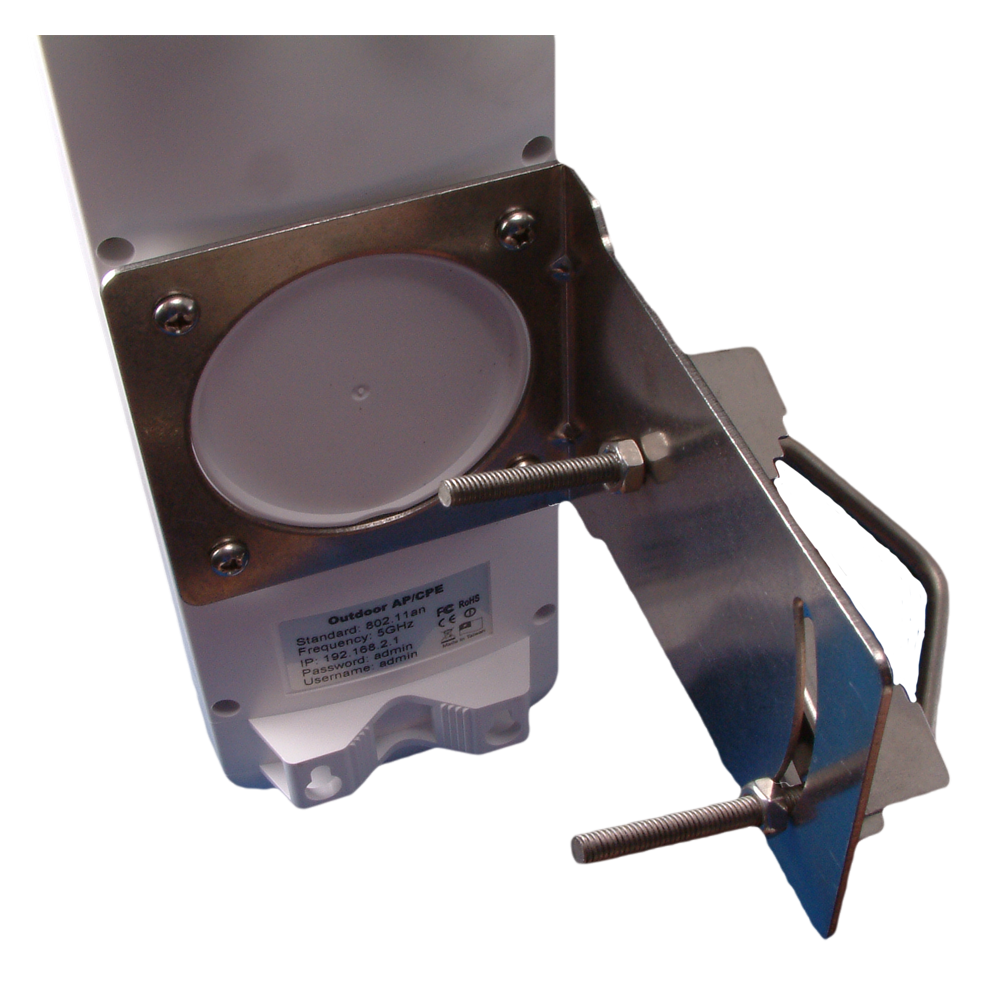 Outdoor AP/CPE
Standard: 802.11an
Frequency: 5GHz
IP: 192.168.2.1
Password: admin
Username: admin
FC RoHS
CE
Made in Taiwan